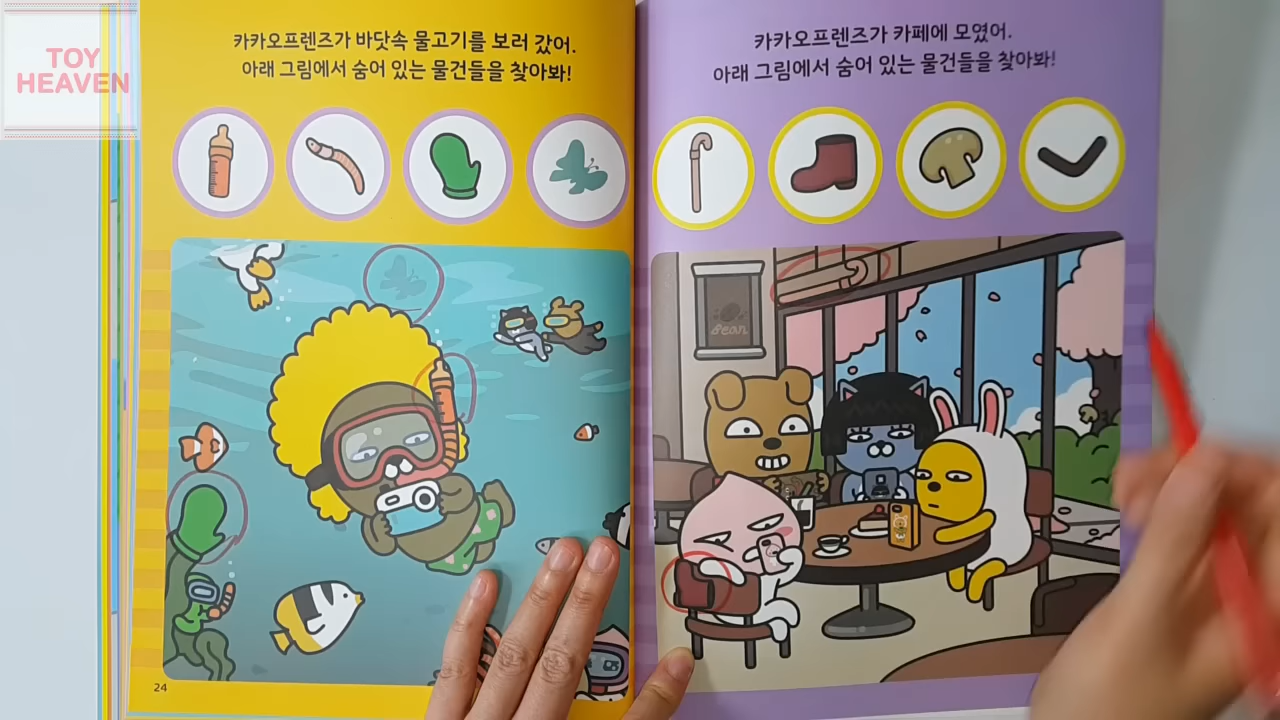 TOY
HEAVEN
카카오프렌즈가 바닷속 물고기를 보러 갔어.
아래 그림에서 숨어 있는 물건들을 찾아봐!
카카오프렌즈가 카페에 모였어.
아래 그림에서 숨어 있는 물건들을 찾아봐!
Bean
24